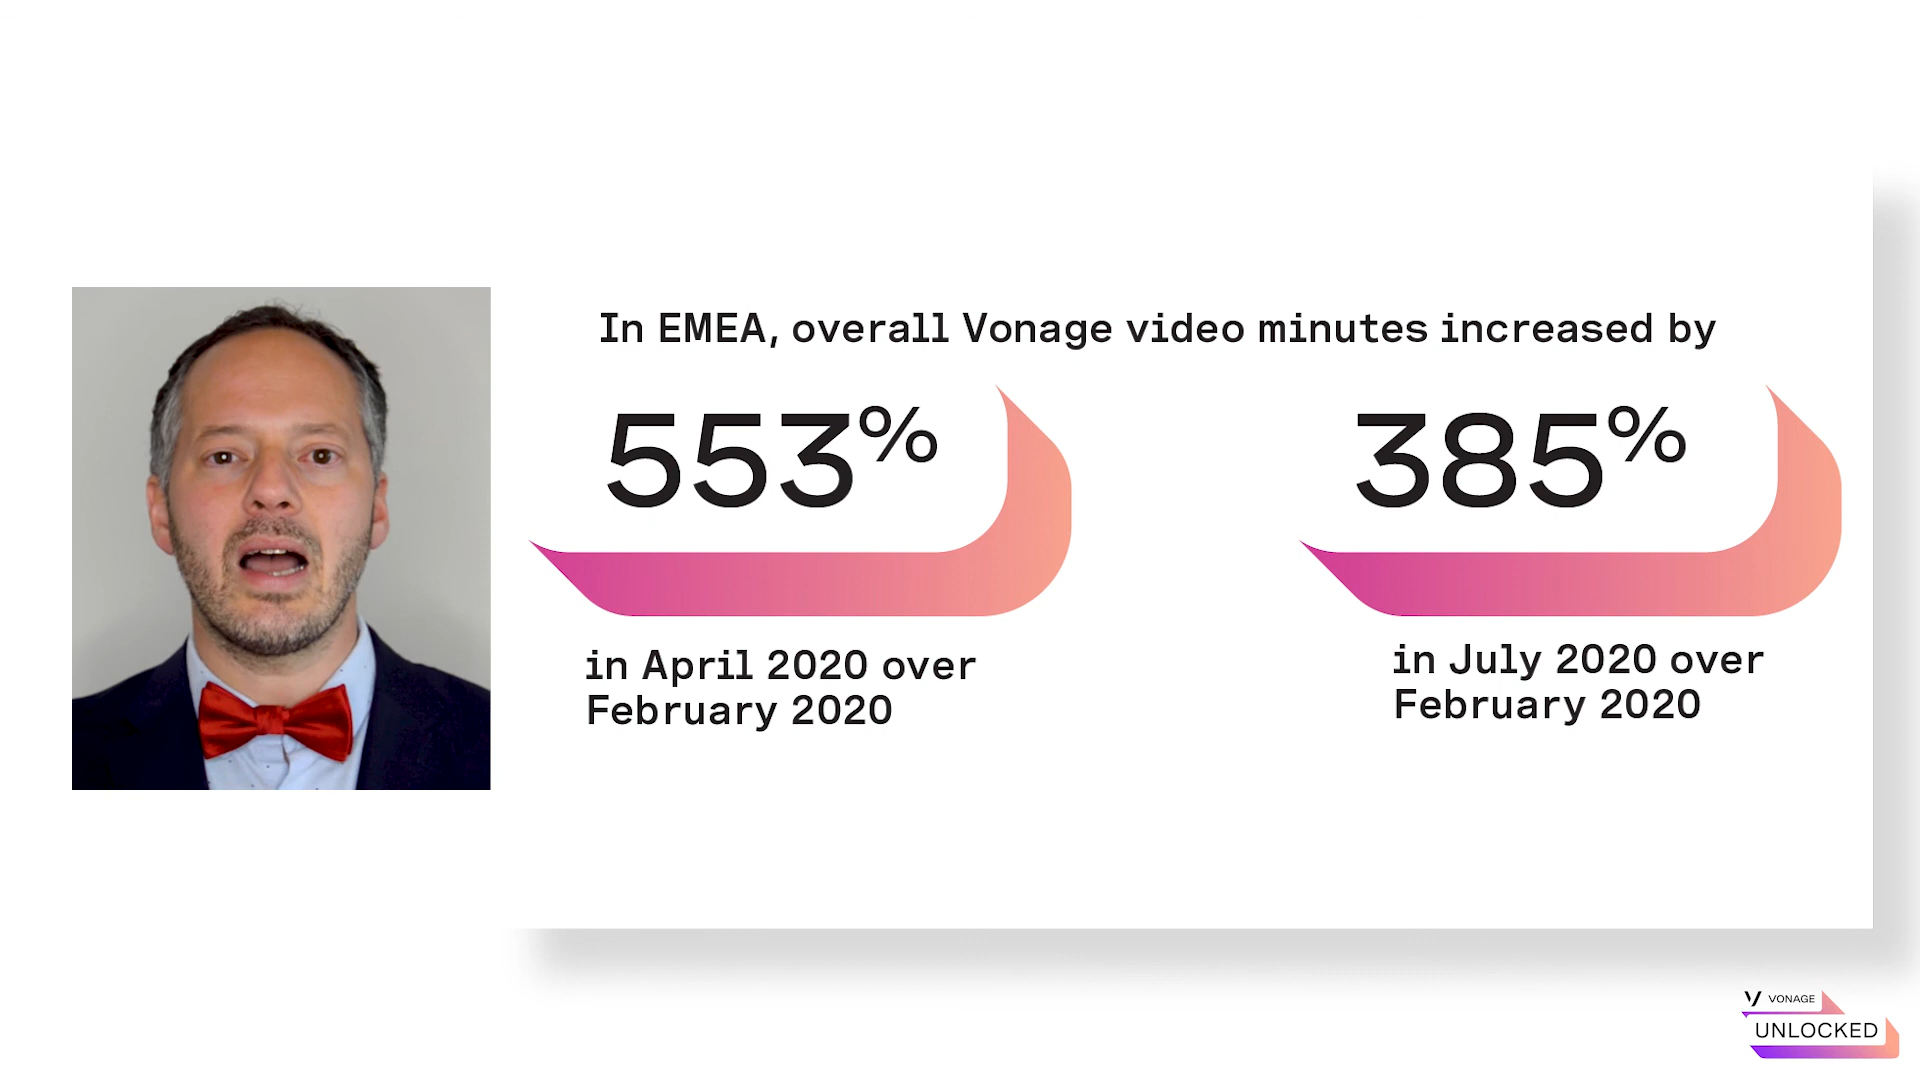 In EMEA, overall Vonage video minutes increased by
553%
385%
in April 2020 over
February 2020
in July 2020 over
February 2020
VONAGE
UNLOCKED